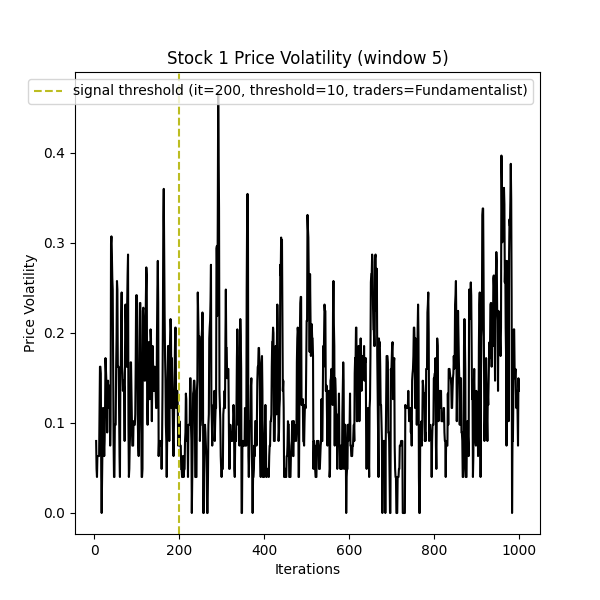 Stock 1 Price Volatility (window 5)
signal threshold (it=200, threshold=10, traders=Fundamentalist)
0.4
0.3
0.2
0.1
0.0
Price Volatility
0 200 400 600 800 1000
Iterations